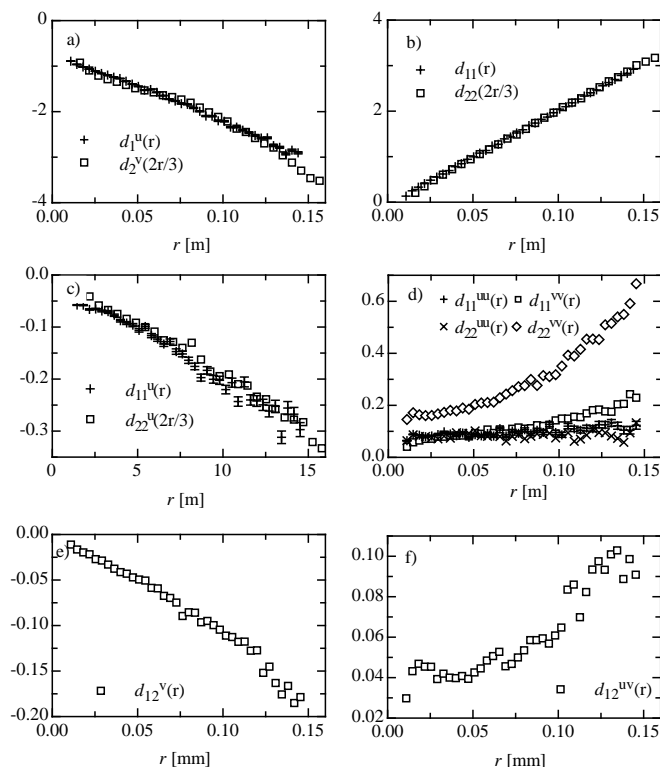 a)
-1
-2
-4
0.00
0.05
0.10
0.15
r [m]
d₁ᵘ(r)
d₂ᵛ(2r/3)
b)
4
2
0
0.00
0.05
0.10
0.15
r [m]
d₁₁(r)
d₂₂(2r/3)
c)
0.0
-0.1
-0.2
-0.3
0
5
10
15
r [m]
d₁₁ᵘ(r)
d₂₂ᵘ(2r/3)
d)
0.6
0.4
0.2
0.0
0.00
0.05
0.10
0.15
r [m]
d₁₁ᵘᵘ(r) d₁₁ᵛᵛ(r)
d₂₂ᵘᵘ(r) d₂₂ᵛᵛ(r)
e)
0.00
-0.05
-0.10
-0.15
-0.20
0.00
0.05
0.10
0.15
r [mm]
d₁₂ᵛ(r)
f)
0.10
0.08
0.06
0.04
0.02
0.00
0.05
0.10
0.15
r [mm]
d₁₂ᵘᵛ(r)